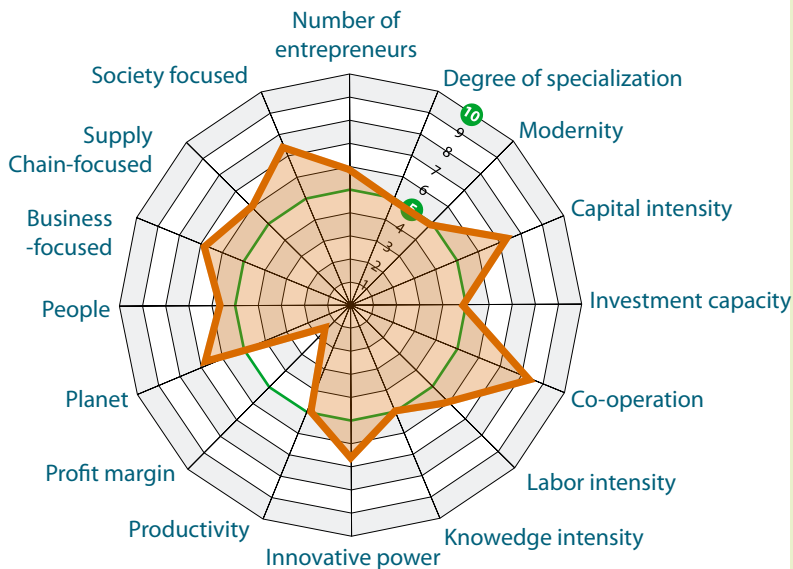 Number of
entrepreneurs
Society focused
Degree of specialization
10
9
Modernity
Supply
Chain-focused
8
7
6
5
Capital intensity
Business
-focused
4
3
2
1
People
Investment capacity
Planet
Co-operation
Profit margin
Labor intensity
Productivity
Knowedge intensity
Innovative power